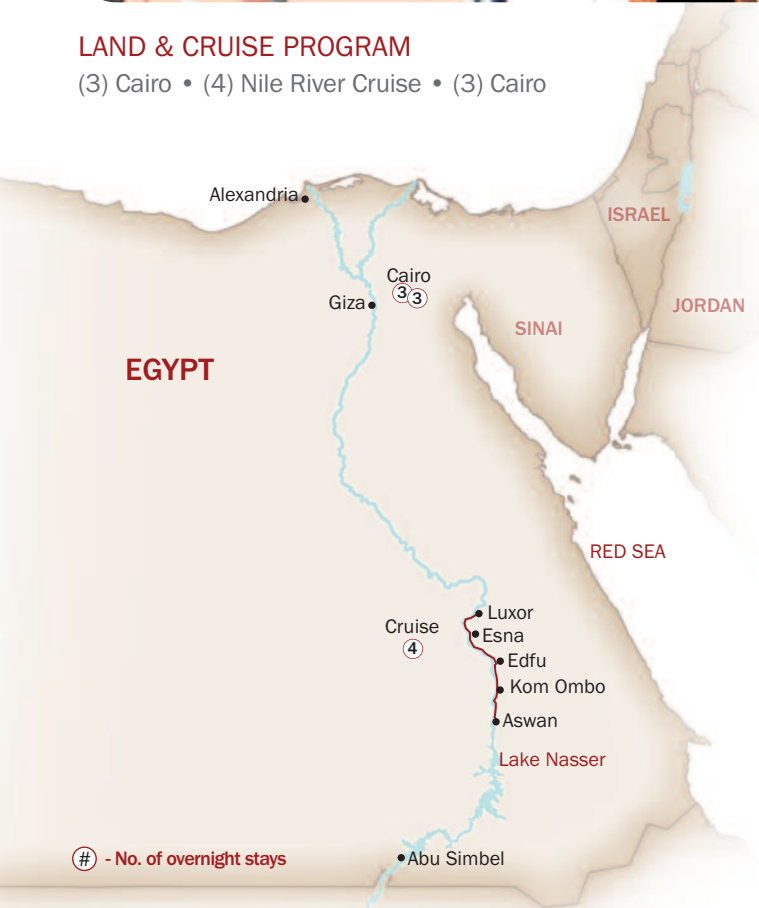 LAND & CRUISE PROGRAM
(3) Cairo • (4) Nile River Cruise • (3) Cairo
Alexandria
ISRAEL
Cairo
3 3
Giza
JORDAN
SINAI
EGYPT
RED SEA
Luxor
Cruise
4
Esna
Edfu
Kom Ombo
Aswan
Lake Nasser
# - No. of overnight stays
Abu Simbel